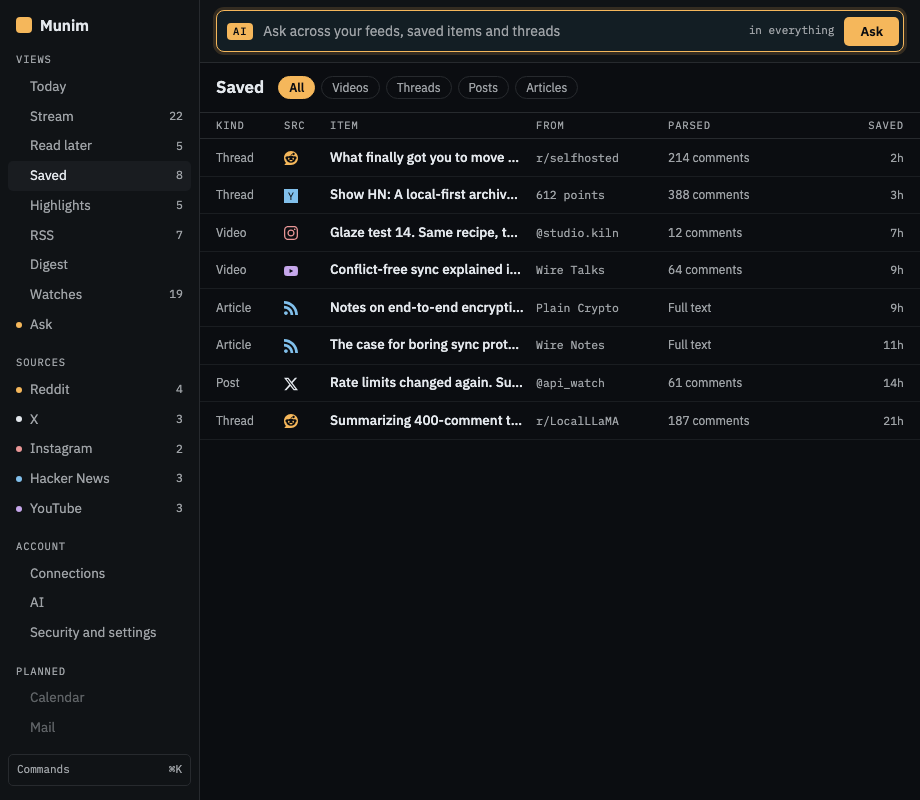 Munim
VIEWS
Today
Stream 22
Read later 5
Saved 8
Highlights 5
RSS 7
Digest
Watches 19
Ask
SOURCES
Reddit 4
X 3
Instagram 2
Hacker News 3
YouTube 3
ACCOUNT
Connections
AI
Security and settings
PLANNED
Calendar
Mail
Commands ⌘K
AI Ask across your feeds, saved items and threads in everything Ask
Saved All Videos Threads Posts Articles
KIND SRC ITEM FROM PARSED SAVED
Thread What finally got you to move ... r/selfhosted 214 comments 2h
Thread Y Show HN: A local-first archiv... 612 points 388 comments 3h
Video Glaze test 14. Same recipe, t... @studio.kiln 12 comments 7h
Video Conflict-free sync explained i... Wire Talks 64 comments 9h
Article Notes on end-to-end encrypti... Plain Crypto Full text 9h
Article The case for boring sync prot... Wire Notes Full text 11h
Post X Rate limits changed again. Su... @api_watch 61 comments 14h
Thread Summarizing 400-comment t... r/LocalLLaMA 187 comments 21h